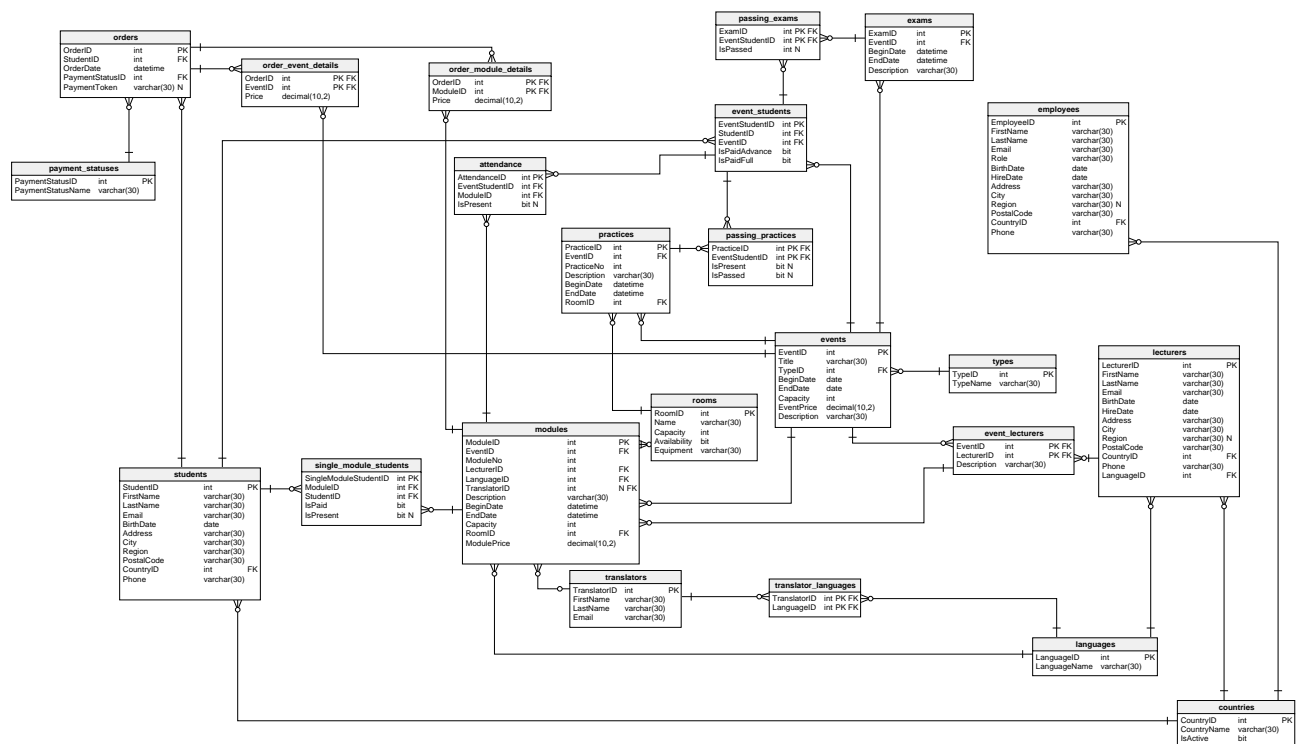 orders
OrderID int PK
StudentID int FK
OrderDate datetime
PaymentStatusID int FK
PaymentToken varchar(30) N
order_event_details
OrderID int PK FK
EventID int PK FK
Price decimal(10,2)
order_module_details
OrderID int PK FK
ModuleID int PK FK
Price decimal(10,2)
passing_exams
ExamID int PK FK
EventStudentID int PK FK
IsPassed int N
exams
ExamID int PK
EventID int FK
BeginDate datetime
EndDate datetime
Description varchar(30)
employees
EmployeeID int PK
FirstName varchar(30)
LastName varchar(30)
Email varchar(30)
Role varchar(30)
BirthDate date
HireDate date
Address varchar(30)
City varchar(30)
Region varchar(30) N
PostalCode varchar(30)
CountryID int FK
Phone varchar(30)
event_students
EventStudentID int PK
StudentID int FK
EventID int FK
IsPaidAdvance bit
IsPaidFull bit
payment_statuses
PaymentStatusID int PK
PaymentStatusName varchar(30)
attendance
AttendanceID int PK
EventStudentID int FK
ModuleID int FK
IsPresent bit N
practices
PracticeID int PK
EventID int FK
PracticeNo int
Description varchar(30)
BeginDate datetime
EndDate datetime
RoomID int FK
passing_practices
PracticeID int PK FK
EventStudentID int PK FK
IsPresent bit N
IsPassed bit N
events
EventID int PK
Title varchar(30)
TypeID int FK
BeginDate date
EndDate date
Capacity int
EventPrice decimal(10,2)
Description varchar(30)
types
TypeID int PK
TypeName varchar(30)
lecturers
LecturerID int PK
FirstName varchar(30)
LastName varchar(30)
Email varchar(30)
BirthDate date
HireDate date
Address varchar(30)
City varchar(30)
Region varchar(30) N
PostalCode varchar(30)
CountryID int FK
Phone varchar(30)
LanguageID int FK
rooms
RoomID int PK
Name varchar(30)
Capacity int
Availability bit
Equipment varchar(30)
modules
ModuleID int PK
EventID int FK
ModuleNo int
LecturerID int FK
LanguageID int FK
TranslatorID int N FK
Description varchar(30)
BeginDate datetime
EndDate datetime
Capacity int
RoomID int FK
ModulePrice decimal(10,2)
event_lecturers
EventID int PK FK
LecturerID int PK FK
Description varchar(30)
students
StudentID int PK
FirstName varchar(30)
LastName varchar(30)
Email varchar(30)
BirthDate date
Address varchar(30)
City varchar(30)
Region varchar(30)
PostalCode varchar(30)
CountryID int FK
Phone varchar(30)
single_module_students
SingleModuleStudentID int PK
ModuleID int FK
StudentID int FK
IsPaid bit
IsPresent bit N
translators
TranslatorID int PK
FirstName varchar(30)
LastName varchar(30)
Email varchar(30)
translator_languages
TranslatorID int PK FK
LanguageID int PK FK
languages
LanguageID int PK
LanguageName varchar(30)
countries
CountryID int PK
CountryName varchar(30)
IsActive bit